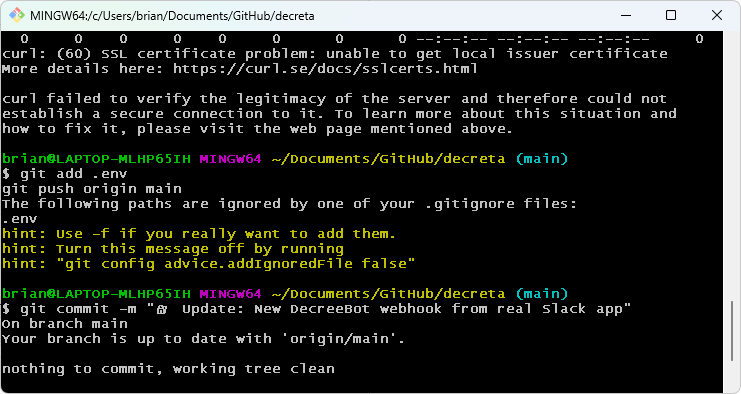 MINGW64:/c/Users/brian/Documents/GitHub/decreta
0 0 0 0 0 0 0 0 --:--:-- --:--:-- --:--:-- 0
curl: (60) SSL certificate problem: unable to get local issuer certificate
More details here: https://curl.se/docs/sslcerts.html
curl failed to verify the legitimacy of the server and therefore could not
establish a secure connection to it. To learn more about this situation and
how to fix it, please visit the web page mentioned above.
brian@LAPTOP-MLHP65IH MINGW64 ~/Documents/GitHub/decreta (main)
$ git add .env
git push origin main
The following paths are ignored by one of your .gitignore files:
.env
hint: Use -f if you really want to add them.
hint: Turn this message off by running
hint: "git config advice.addIgnoredFile false"
brian@LAPTOP-MLHP65IH MINGW64 ~/Documents/GitHub/decreta (main)
$ git commit -m "🔐 Update: New DecreeBot webhook from real Slack app"
On branch main
Your branch is up to date with 'origin/main'.
nothing to commit, working tree clean